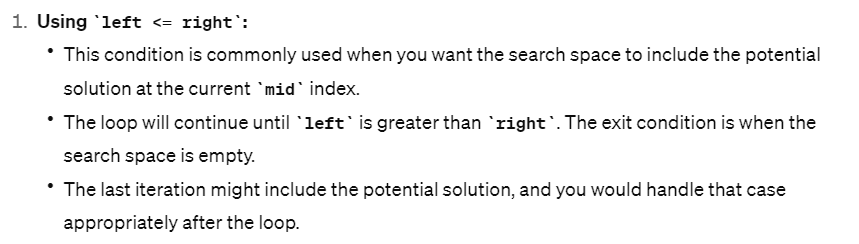 1. Using `left <= right`:
• This condition is commonly used when you want the search space to include the potential
solution at the current `mid` index.
• The loop will continue until `left` is greater than `right`. The exit condition is when the
search space is empty.
• The last iteration might include the potential solution, and you would handle that case
appropriately after the loop.